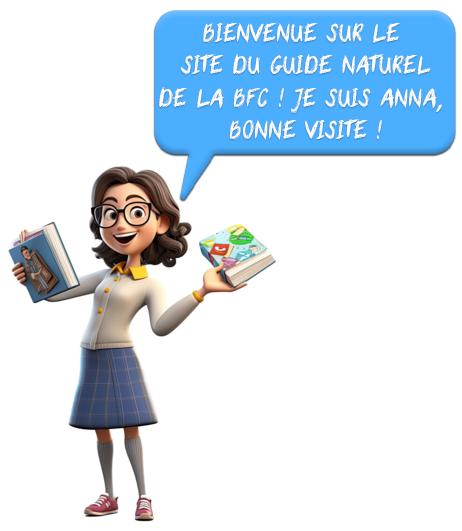 BIENVENUE SUR LE
SITE DU GUIDE NATUREL
DE LA BFC ! JE SUIS ANNA,
BONNE VISITE !